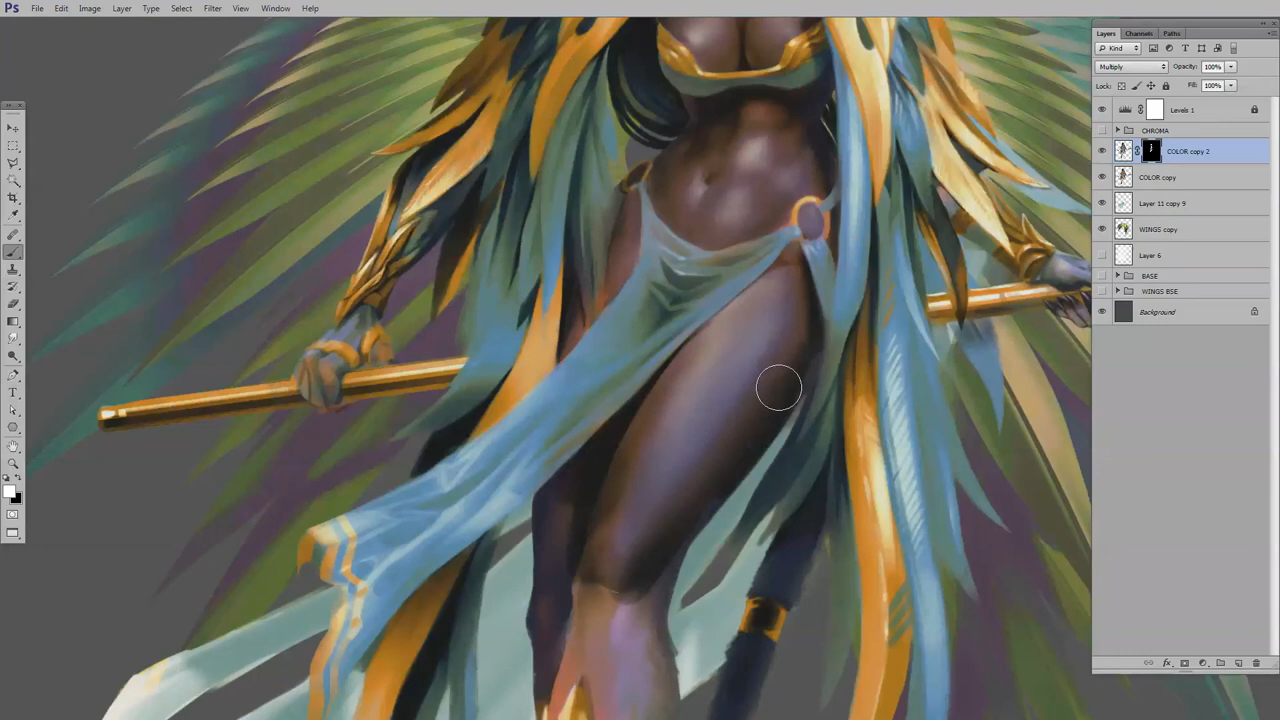 Ps File Edit Image Layer Type Select Filter View Window Help
Layers Channels Paths
Kind
Multiply Opacity: 100%
Lock: Fill: 100%
Levels 1
CHROMA
COLOR copy 2
COLOR copy
Layer 11 copy 9
WINGS copy
Layer 6
BASE
WINGS BSE
Background